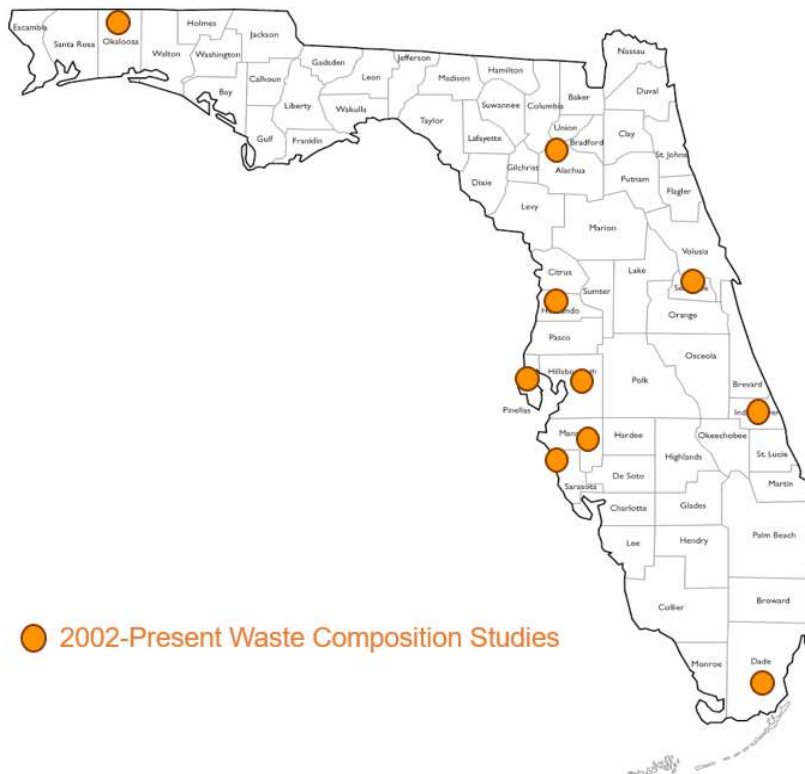 Escambia
Santa Rosa
Okaloosa
Walton
Holmes
Washington
Jackson
Bay
Calhoun
Gulf
Liberty
Gadsden
Franklin
Leon
Wakulla
Jefferson
Madison
Taylor
Hamilton
Suwannee
Lafayette
Dixie
Columbia
Gilchrist
Levy
Baker
Union
Bradford
Alachua
Nassau
Duval
Clay
St. Johns
Putnam
Flagler
Marion
Volusia
Citrus
Sumter
Lake
Orange
Pasco
Osceola
Brevard
Pinellas
Polk
Hardee
Highlands
Okeechobee
St. Lucie
Sarasota
De Soto
Martin
Charlotte
Glades
Lee
Hendry
Palm Beach
Collier
Broward
Monroe
Dade
2002-Present Waste Composition Studies